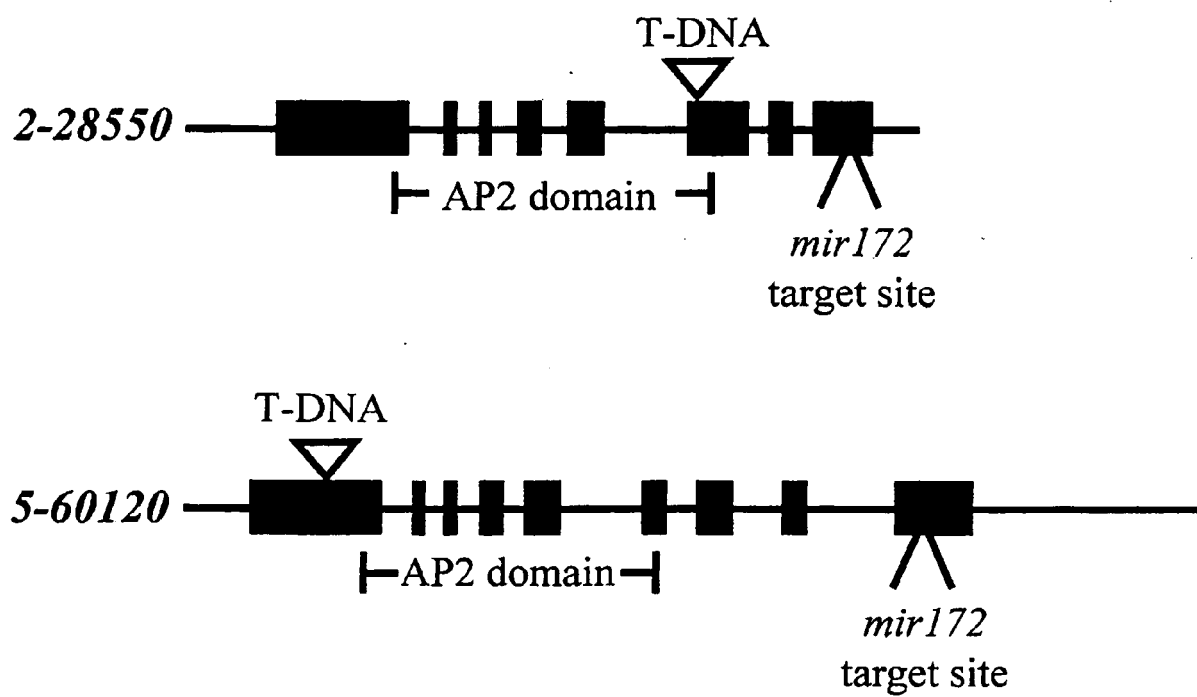 T-DNA
2-28550
AP2 domain
mir172
target site
T-DNA
5-60120
AP2 domain
mir172
target site